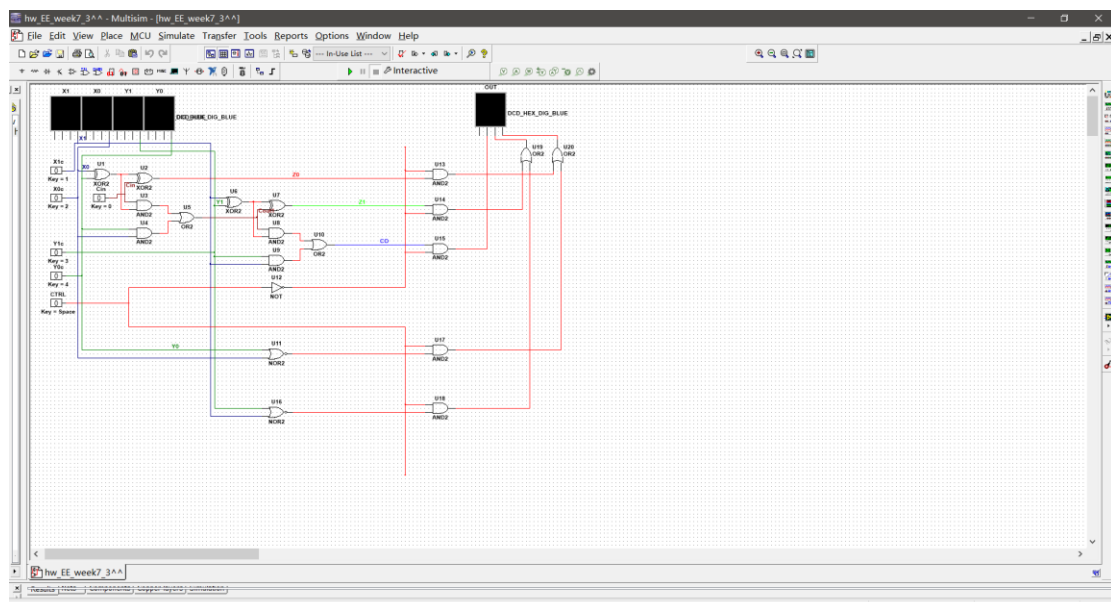 hw_EE_week7_3^^ - Multisim - [hw_EE_week7_3^^]
File Edit View Place MCU Simulate Transfer Tools Reports Options Window Help
--- In-Use List ---
Interactive
X1 X0 Y1 Y0
OUT
DIG_BLUE
DCD_HEX_DIG_BLUE
X1
U19
OR2
U20
OR2
X1c
Key = 1
X0
U1
XOR2
U2
XOR2
Cin
Z0
U13
AND2
X0c
Key = 2
Cin
Key = 0
U3
AND2
U5
OR2
Y1
U6
XOR2
U7
XOR2
Z1
U14
AND2
U4
AND2
U8
AND2
U10
OR2
CO
U15
AND2
Y1c
Key = 3
U9
AND2
Y0c
Key = 4
U12
NOT
CTRL
Key = Space
Y0
U11
NOR2
U17
AND2
U16
NOR2
U18
AND2
hw_EE_week7_3^^